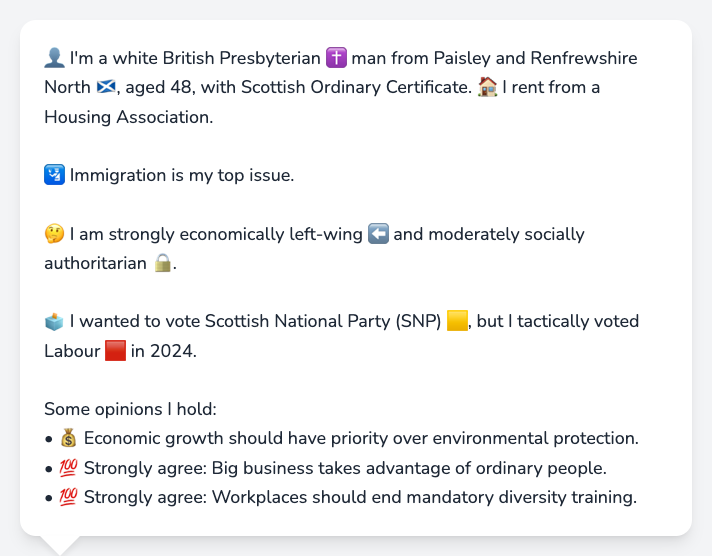 👤 I'm a white British Presbyterian ✝️ man from Paisley and Renfrewshire
North 🏴󠁧󠁢󠁳󠁣󠁴󠁿, aged 48, with Scottish Ordinary Certificate. 🏠 I rent from a
Housing Association.
🛂 Immigration is my top issue.
🤔 I am strongly economically left-wing ⬅️ and moderately socially
authoritarian 🔒.
🗳️ I wanted to vote Scottish National Party (SNP) 🟨, but I tactically voted
Labour 🟥 in 2024.
Some opinions I hold:
• 💰 Economic growth should have priority over environmental protection.
• 💯 Strongly agree: Big business takes advantage of ordinary people.
• 💯 Strongly agree: Workplaces should end mandatory diversity training.